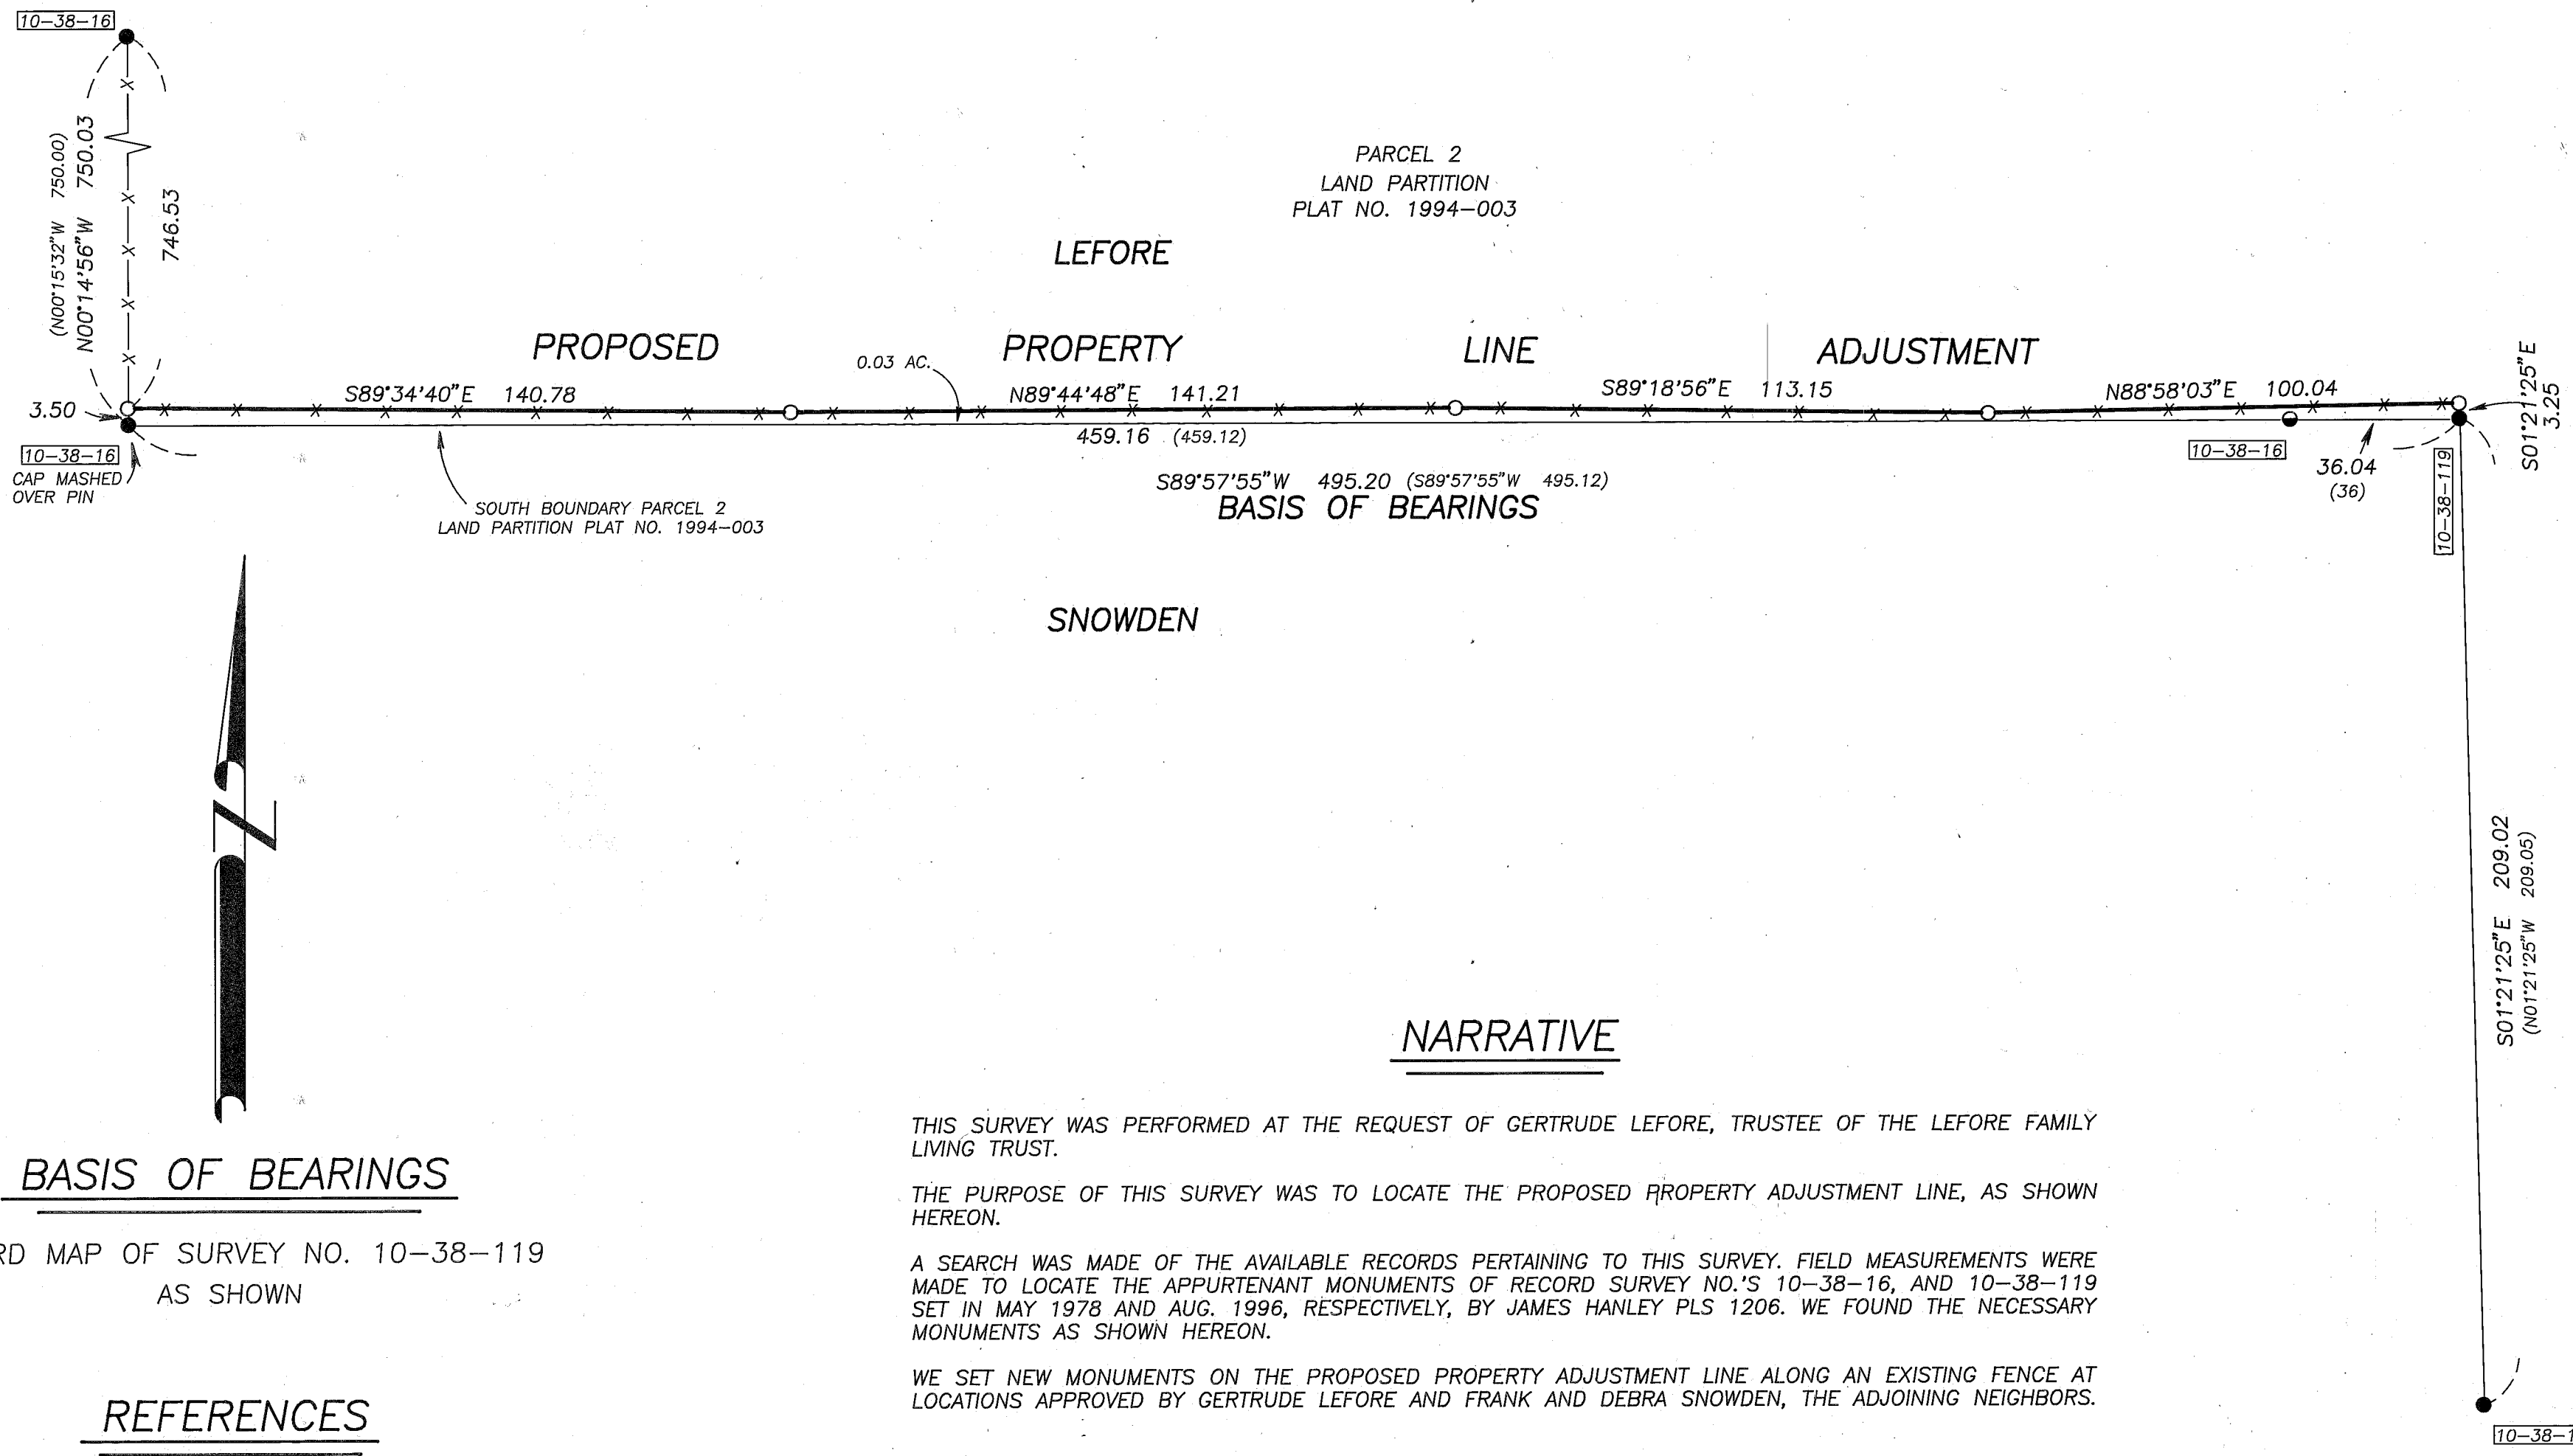 10-38-16
(N00°15'32"W 750.00)
N00°14'56"W 750.03
746.53
PARCEL 2
LAND PARTITION
PLAT NO. 1994-003
LEFORE
PROPOSED PROPERTY LINE ADJUSTMENT
0.03 AC.
S89°34'40"E 140.78
N89°44'48"E 141.21
S89°18'56"E 113.15
N88°58'03"E 100.04
S01°21'25"E
3.25
3.50
459.16 (459.12)
10-38-16
CAP MASHED
OVER PIN
10-38-16
36.04
(36)
10-38-119
S89°57'55"W 495.20 (S89°57'55"W 495.12)
BASIS OF BEARINGS
SOUTH BOUNDARY PARCEL 2
LAND PARTITION PLAT NO. 1994-003
SNOWDEN
S01°21'25"E 209.02
(N01°21'25"W 209.05)
NARRATIVE
THIS SURVEY WAS PERFORMED AT THE REQUEST OF GERTRUDE LEFORE, TRUSTEE OF THE LEFORE FAMILY
LIVING TRUST.
THE PURPOSE OF THIS SURVEY WAS TO LOCATE THE PROPOSED PROPERTY ADJUSTMENT LINE, AS SHOWN
HEREON.
A SEARCH WAS MADE OF THE AVAILABLE RECORDS PERTAINING TO THIS SURVEY. FIELD MEASUREMENTS WERE
MADE TO LOCATE THE APPURTENANT MONUMENTS OF RECORD SURVEY NO.'S 10-38-16, AND 10-38-119
SET IN MAY 1978 AND AUG. 1996, RESPECTIVELY, BY JAMES HANLEY PLS 1206. WE FOUND THE NECESSARY
MONUMENTS AS SHOWN HEREON.
WE SET NEW MONUMENTS ON THE PROPOSED PROPERTY ADJUSTMENT LINE ALONG AN EXISTING FENCE AT
LOCATIONS APPROVED BY GERTRUDE LEFORE AND FRANK AND DEBRA SNOWDEN, THE ADJOINING NEIGHBORS.
Z
BASIS OF BEARINGS
RD MAP OF SURVEY NO. 10-38-119
AS SHOWN
REFERENCES